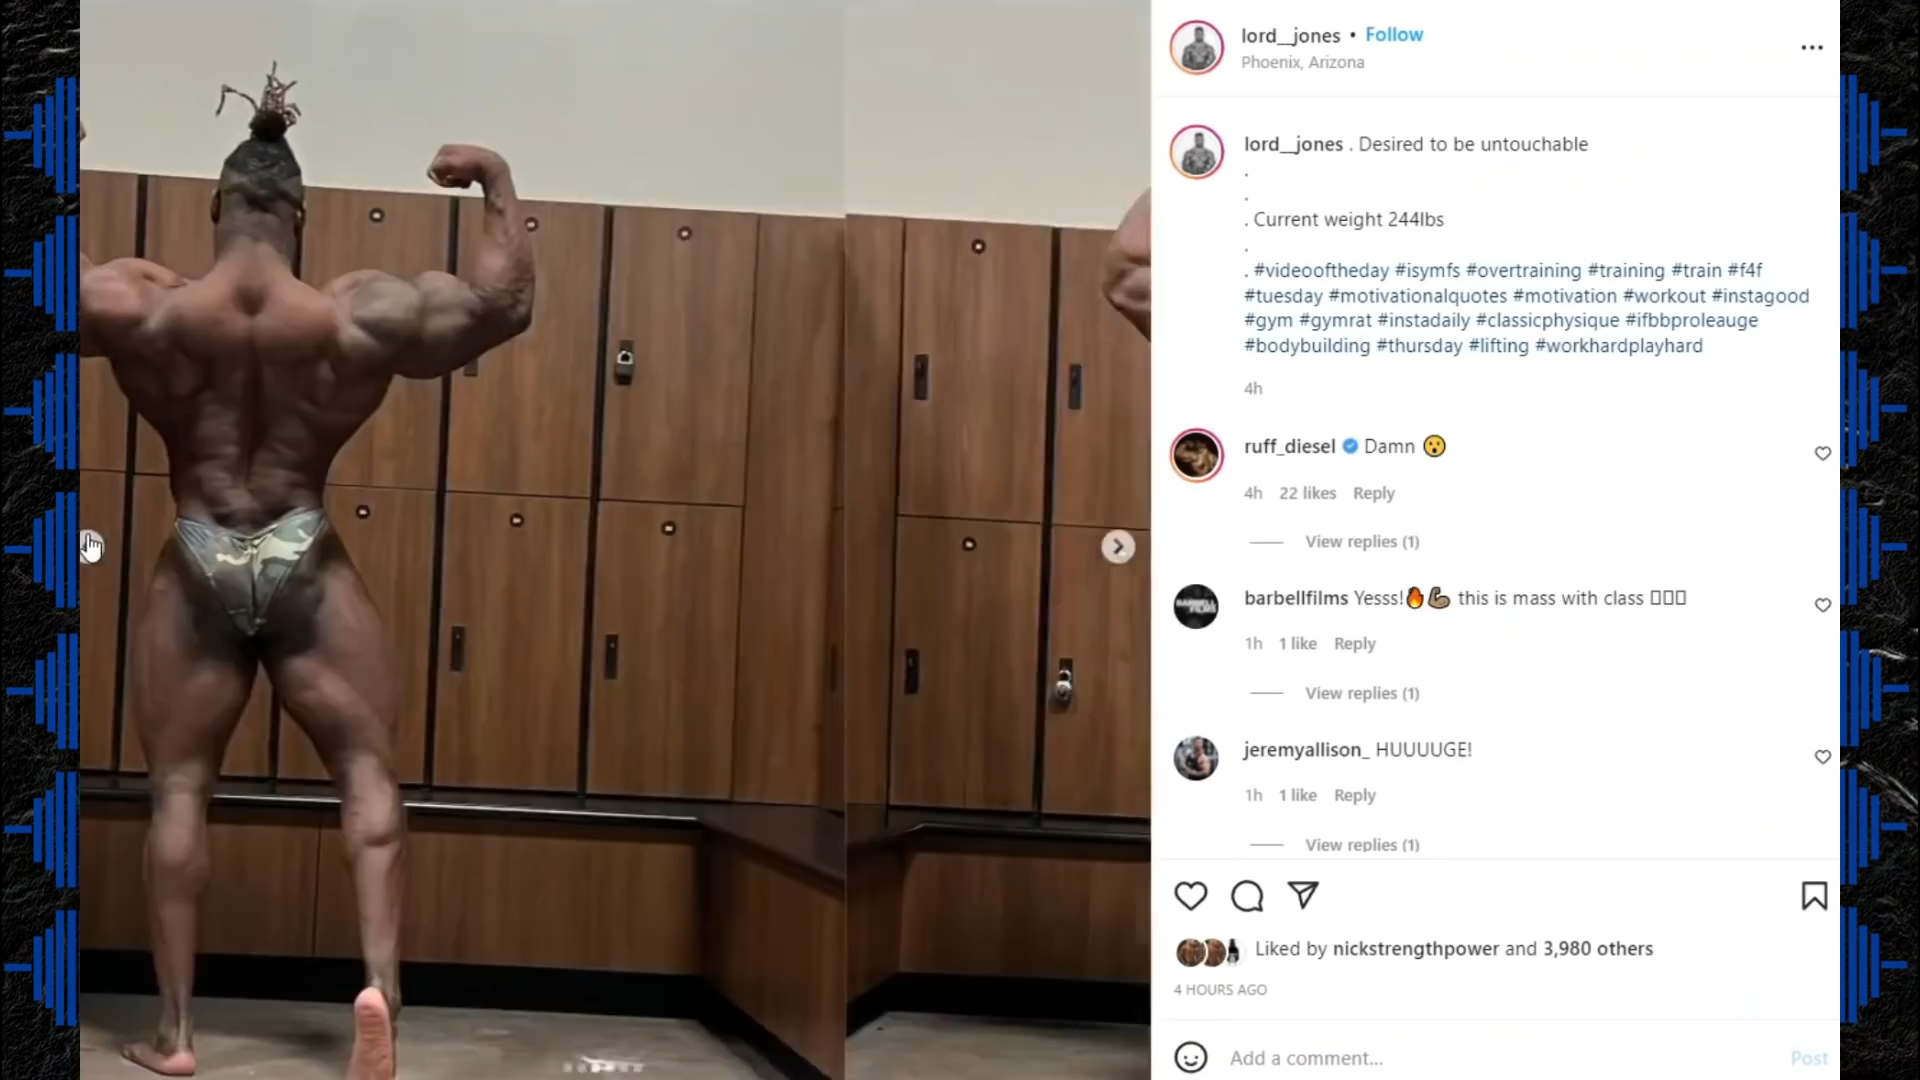 lord__jones • Follow
Phoenix, Arizona
lord__jones . Desired to be untouchable
.
.
. Current weight 244lbs
.
. #videooftheday #isymfs #overtraining #training #train #f4f
#tuesday #motivationalquotes #motivation #workout #instagood
#gym #gymrat #instadaily #classicphysique #ifbbproleauge
#bodybuilding #thursday #lifting #workhardplayhard
4h
ruff_diesel Damn 😮
4h 22 likes Reply
View replies (1)
barbellfilms Yesss!🔥💪🏽 this is mass with class
1h 1 like Reply
View replies (1)
jeremyallison_ HUUUUGE!
1h 1 like Reply
View replies (1)
Liked by nickstrengthpower and 3,980 others
4 HOURS AGO
Add a comment...
Post